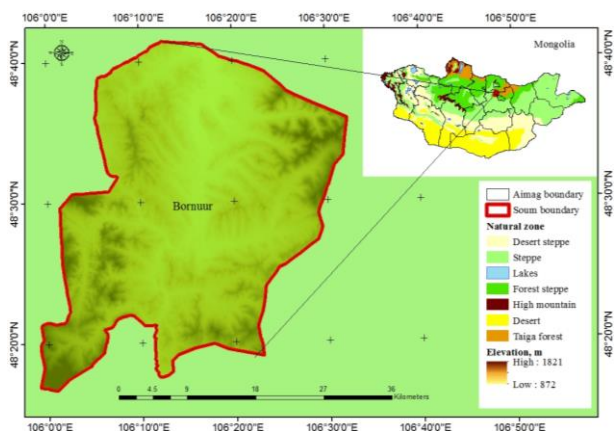 106°0'0"E 106°10'0"E 106°20'0"E 106°30'0"E 106°40'0"E 106°50'0"E
Mongolia
48°40'0"N
48°40'0"N
Bornuur
48°30'0"N
48°30'0"N
Aimag boundary
Soum boundary
Natural zone
Desert steppe
Steppe
Lakes
Forest steppe
High mountain
Desert
Taiga forest
48°20'0"N
48°20'0"N
Elevation, m
High : 1821
Low : 872
0 4.5 9 18 27 36
Kilometers
106°0'0"E 106°10'0"E 106°20'0"E 106°30'0"E 106°40'0"E 106°50'0"E